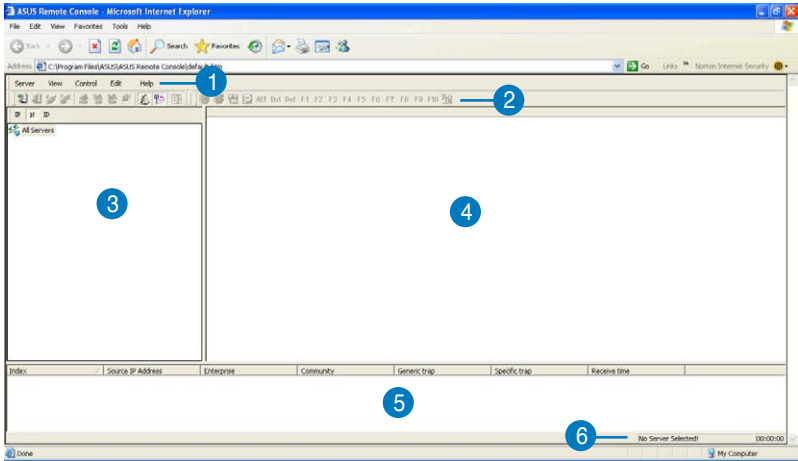 ASUS Remote Console - Microsoft Internet Explorer
File Edit View Favorites Tools Help
Back Search Favorites
Address C:\Program Files\ASUS\ASUS Remote Console\default.htm Go Links » Norton Internet Security
Server View Control Edit Help 1
ALT Ctrl Del F1 F2 F3 F4 F5 F6 F7 F8 F9 F10 2
IP ID
All Servers
3
4
Index / Source IP Address Enterprise Community Generic trap Specific trap Receive time
5
6 No Server Selected! 00:00:00
Done My Computer